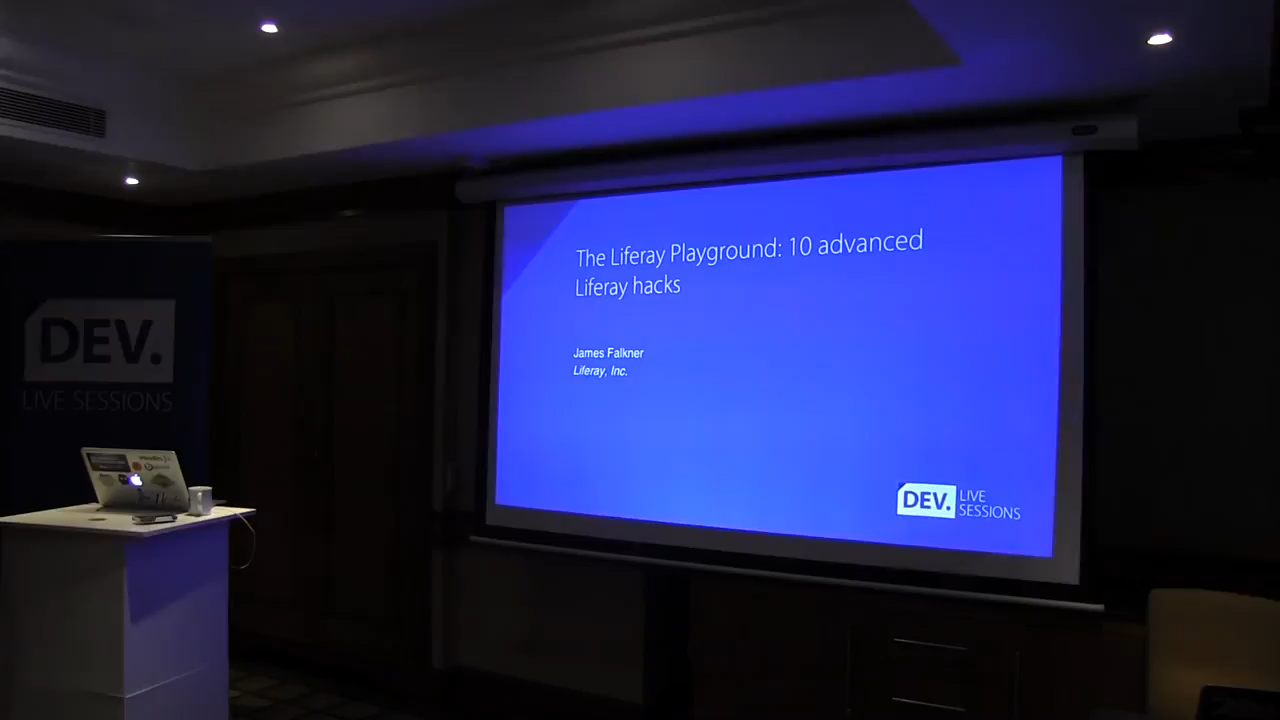 The Liferay Playground: 10 advanced
Liferay hacks
James Falkner
Liferay, Inc.
DEV.
LIVE
SESSIONS
DEV.
LIVE SESSIONS